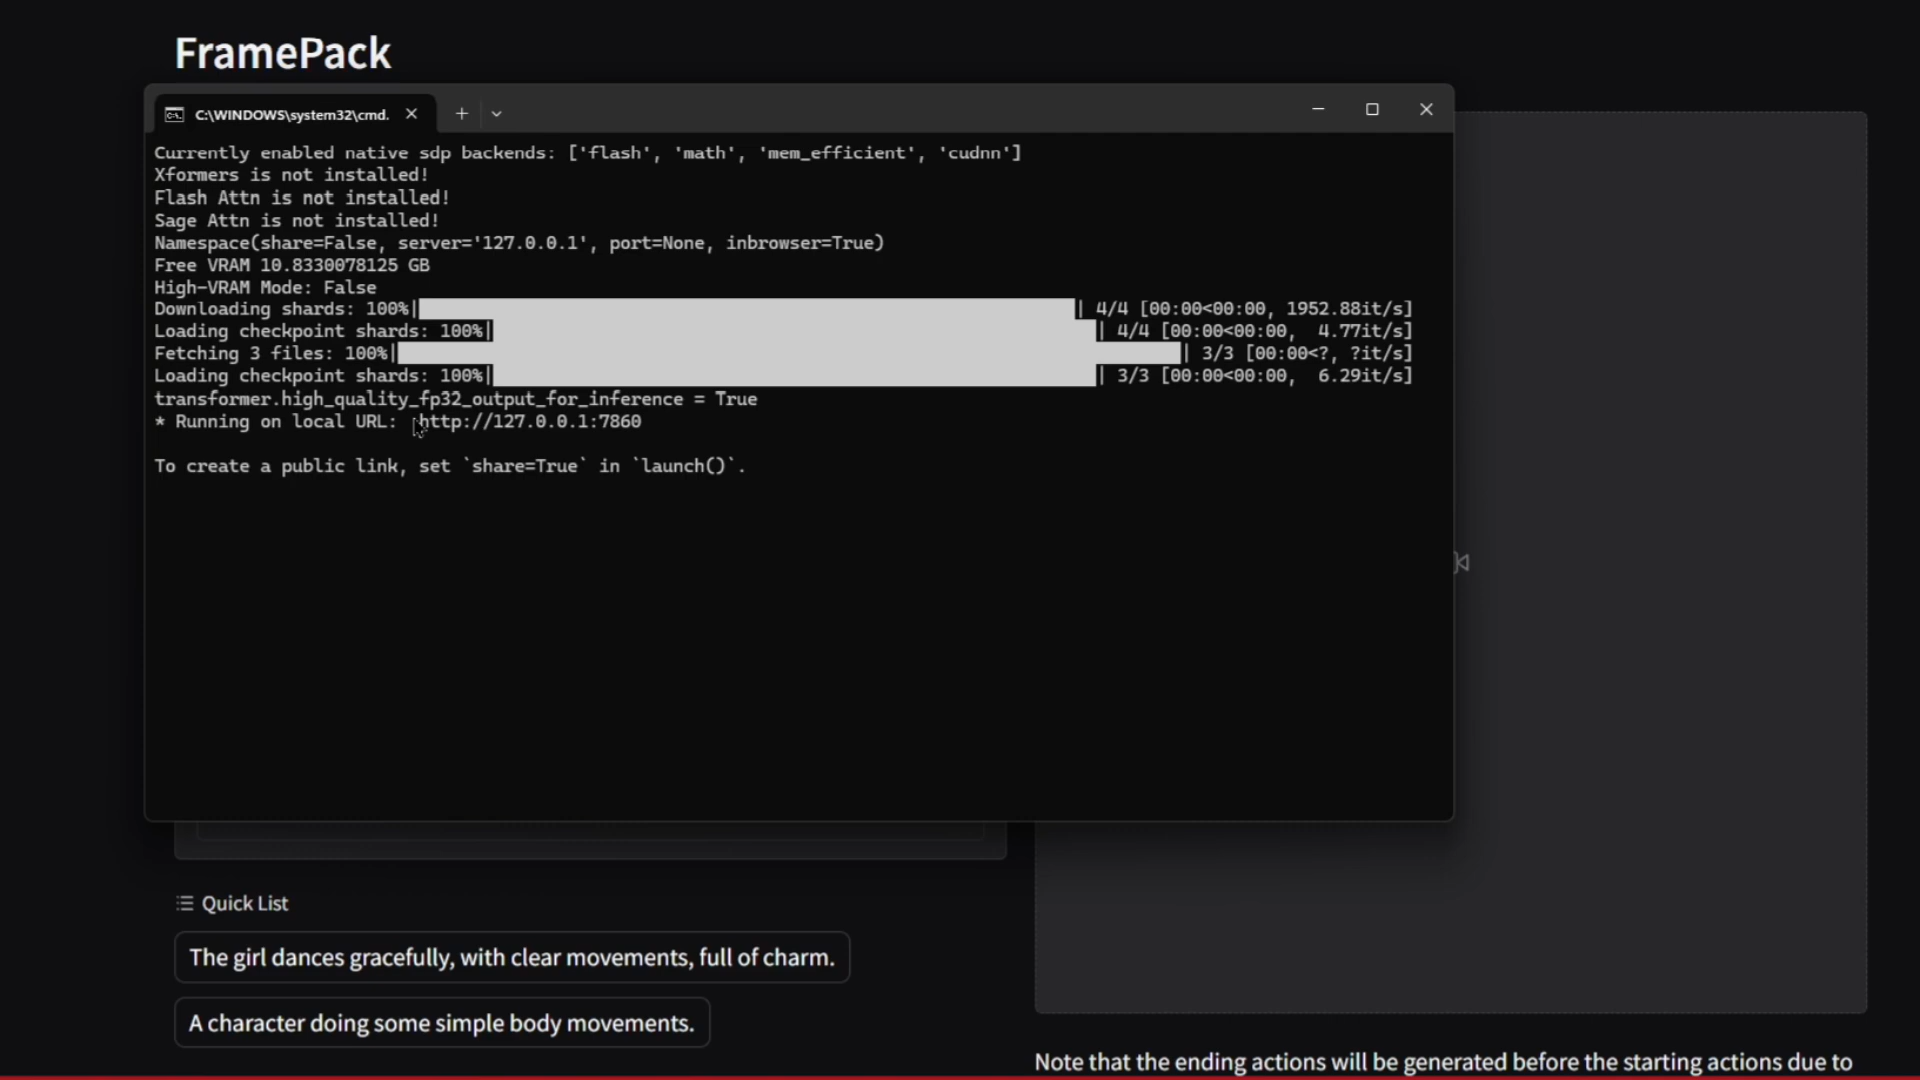 FramePack
C:\WINDOWS\system32\cmd.
Currently enabled native sdp backends: ['flash', 'math', 'mem_efficient', 'cudnn']
Xformers is not installed!
Flash Attn is not installed!
Sage Attn is not installed!
Namespace(share=False, server='127.0.0.1', port=None, inbrowser=True)
Free VRAM 10.8330078125 GB
High-VRAM Mode: False
Downloading shards: 100%| | 4/4 [00:00<00:00, 1952.88it/s]
Loading checkpoint shards: 100%| | 4/4 [00:00<00:00, 4.77it/s]
Fetching 3 files: 100%| | 3/3 [00:00<?, ?it/s]
Loading checkpoint shards: 100%| | 3/3 [00:00<00:00, 6.29it/s]
transformer.high_quality_fp32_output_for_inference = True
* Running on local URL: http://127.0.0.1:7860
To create a public link, set `share=True` in `launch()`.
Quick List
The girl dances gracefully, with clear movements, full of charm.
A character doing some simple body movements.
Note that the ending actions will be generated before the starting actions due to